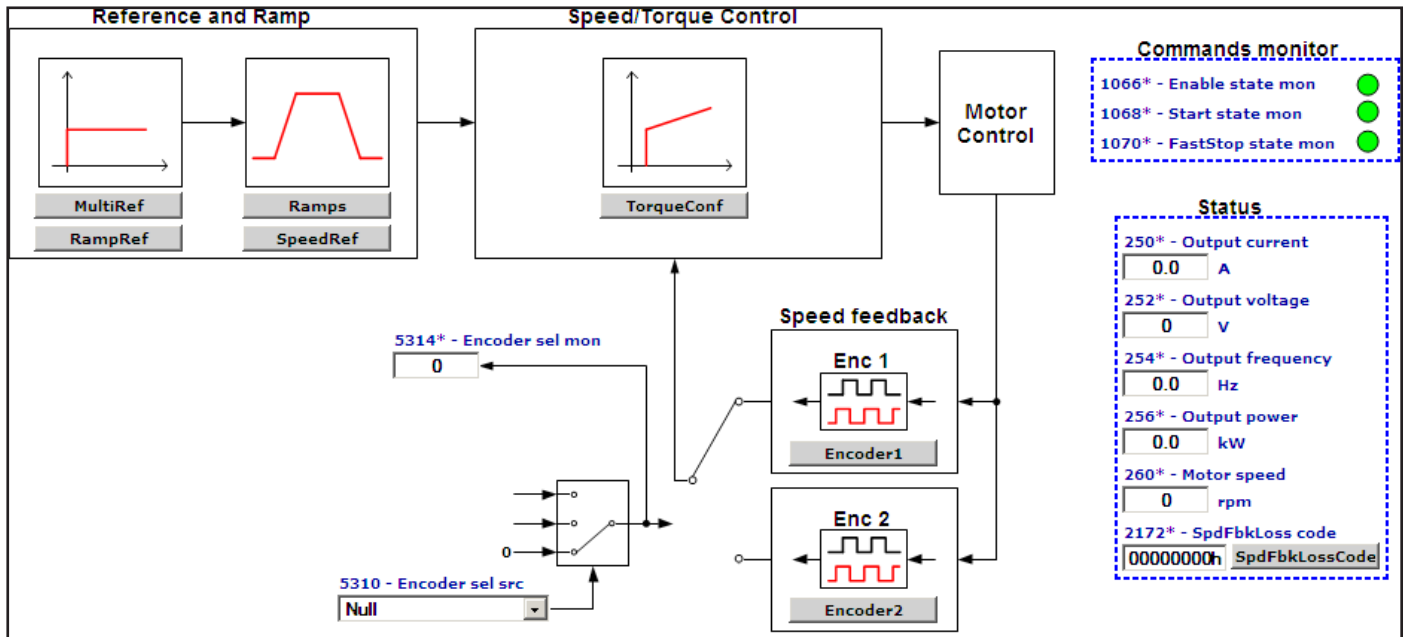 Reference and Ramp
MultiRef
RampRef
Ramps
SpeedRef
Speed/Torque Control
TorqueConf
Motor
Control
Commands monitor
1066* - Enable state mon
1068* - Start state mon
1070* - FastStop state mon
Status
250* - Output current
0.0 A
252* - Output voltage
0 V
254* - Output frequency
0.0 Hz
256* - Output power
0.0 kW
260* - Motor speed
0 rpm
2172* - SpdFbkLoss code
00000000h SpdFbkLossCode
Speed feedback
Enc 1
Encoder1
Enc 2
Encoder2
5314* - Encoder sel mon
0
0
5310 - Encoder sel src
Null